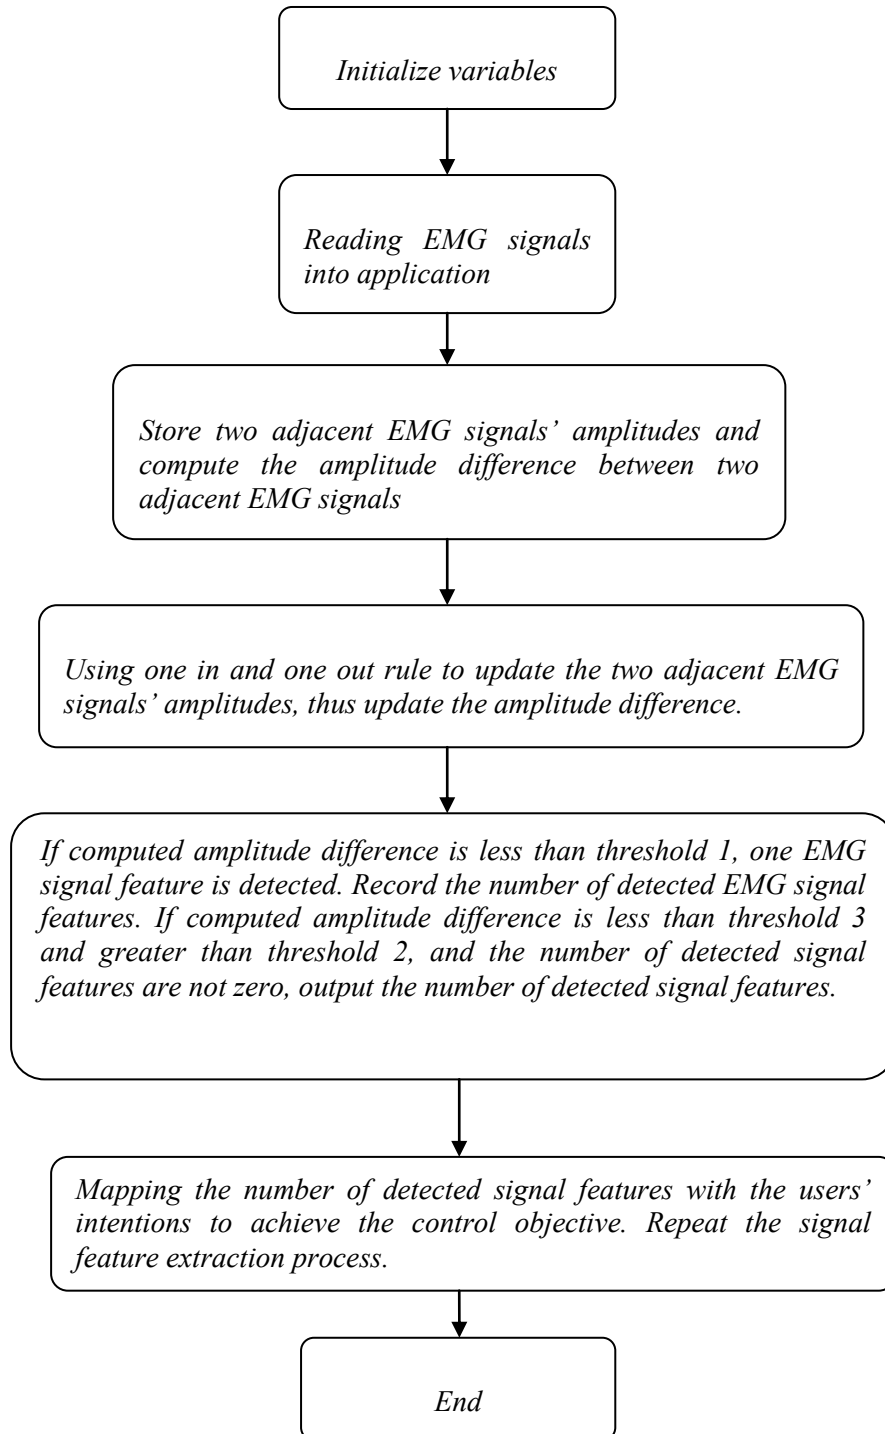 Initialize variables
Reading EMG signals
into application
Store two adjacent EMG signals’ amplitudes and
compute the amplitude difference between two
adjacent EMG signals
Using one in and one out rule to update the two adjacent EMG
signals’ amplitudes, thus update the amplitude difference.
If computed amplitude difference is less than threshold 1, one EMG
signal feature is detected. Record the number of detected EMG signal
features. If computed amplitude difference is less than threshold 3
and greater than threshold 2, and the number of detected signal
features are not zero, output the number of detected signal features.
Mapping the number of detected signal features with the users’
intentions to achieve the control objective. Repeat the signal
feature extraction process.
End